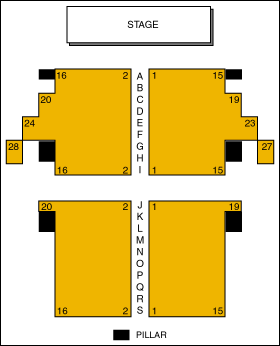 STAGE
16 2 A 1 15
B
20 C 19
D
24 E 23
F
28 G 27
H
16 2 I 1 15
20 2 J 1 19
K
L
M
N
O
P
Q
R
16 2 S 1 15
PILLAR